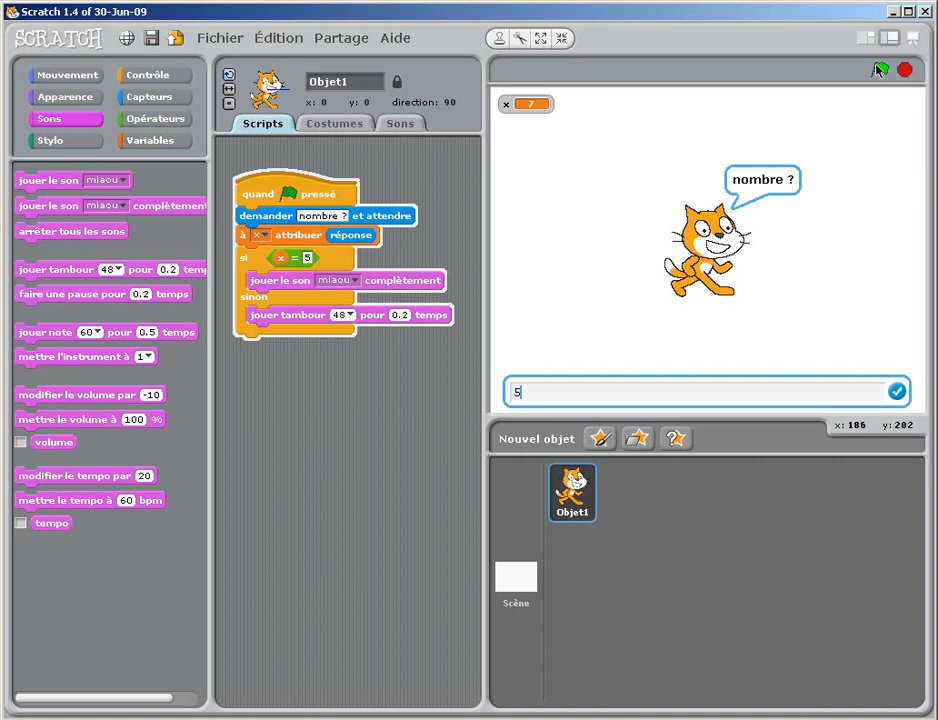 Scratch 1.4 of 30-Jun-09
SCRATCH Fichier Édition Partage Aide
Mouvement Contrôle
Apparence Capteurs
Sons Opérateurs
Stylo Variables
jouer le son miaou
jouer le son miaou complètement
arrêter tous les sons
jouer tambour 48 pour 0.2 temp
faire une pause pour 0.2 temps
jouer note 60 pour 0.5 temps
mettre l'instrument à 1
modifier le volume par -10
mettre le volume à 100 %
volume
modifier le tempo par 20
mettre le tempo à 60 bpm
tempo
Objet1
x: 0 y: 0 direction: 90
Scripts Costumes Sons
quand pressé
demander nombre ? et attendre
à x attribuer réponse
si x = 5
jouer le son miaou complètement
sinon
jouer tambour 48 pour 0.2 temps
x 7
nombre ?
5
x: 186 y: 202
Nouvel objet
Objet1
Scène